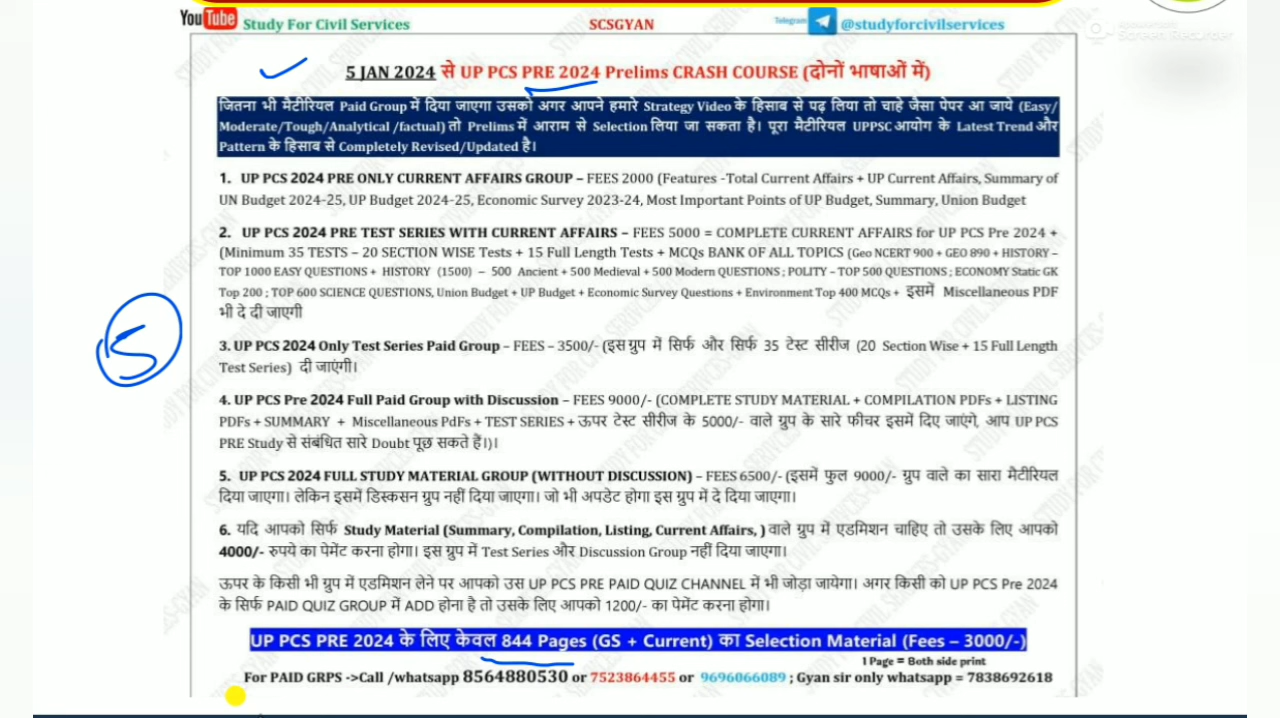 YouTube Study For Civil Services SCSGYAN Telegram @studyforcivilservices
Screen Recorder
5 JAN 2024 से UP PCS PRE 2024 Prelims CRASH COURSE (दोनों भाषाओं में)
जितना भी मैटीरियल Paid Group में दिया जाएगा उसको अगर आपने हमारे Strategy Video के हिसाब से पढ़ लिया तो चाहे जैसा पेपर आ जाये (Easy/
Moderate/Tough/Analytical /factual) तो Prelims में आराम से Selection लिया जा सकता है। पूरा मैटीरियल UPPSC आयोग के Latest Trend और
Pattern के हिसाब से Completely Revised/Updated है।
1. UP PCS 2024 PRE ONLY CURRENT AFFAIRS GROUP – FEES 2000 (Features -Total Current Affairs + UP Current Affairs, Summary of
UN Budget 2024-25, UP Budget 2024-25, Economic Survey 2023-24, Most Important Points of UP Budget, Summary, Union Budget
2. UP PCS 2024 PRE TEST SERIES WITH CURRENT AFFAIRS – FEES 5000 = COMPLETE CURRENT AFFAIRS for UP PCS Pre 2024 +
(Minimum 35 TESTS – 20 SECTION WISE Tests + 15 Full Length Tests + MCQs BANK OF ALL TOPICS (Geo NCERT 900 + GEO 890 + HISTORY –
TOP 1000 EASY QUESTIONS + HISTORY (1500) – 500 Ancient + 500 Medieval + 500 Modern QUESTIONS ; POLITY – TOP 500 QUESTIONS ; ECONOMY Static GK
Top 200 ; TOP 600 SCIENCE QUESTIONS, Union Budget + UP Budget + Economic Survey Questions + Environment Top 400 MCQs + इसमें Miscellaneous PDF
भी दे दी जाएगी
5
3. UP PCS 2024 Only Test Series Paid Group – FEES – 3500/- (इस ग्रुप में सिर्फ और सिर्फ 35 टेस्ट सीरीज (20 Section Wise + 15 Full Length
Test Series) दी जाएंगी।
4. UP PCS Pre 2024 Full Paid Group with Discussion – FEES 9000/- (COMPLETE STUDY MATERIAL + COMPILATION PDFs + LISTING
PDFs + SUMMARY + Miscellaneous PdFs + TEST SERIES + ऊपर टेस्ट सीरीज के 5000/- वाले ग्रुप के सारे फीचर इसमें दिए जाएंगे, आप UP PCS
PRE Study से संबंधित सारे Doubt पूछ सकते हैं।)।
5. UP PCS 2024 FULL STUDY MATERIAL GROUP (WITHOUT DISCUSSION) – FEES 6500/- (इसमें फुल 9000/- ग्रुप वाले का सारा मैटीरियल
दिया जाएगा। लेकिन इसमें डिस्कसन ग्रुप नहीं दिया जाएगा। जो भी अपडेट होगा इस ग्रुप में दे दिया जाएगा।
6. यदि आपको सिर्फ Study Material (Summary, Compilation, Listing, Current Affairs, ) वाले ग्रुप में एडमिशन चाहिए तो उसके लिए आपको
4000/- रुपये का पेमेंट करना होगा। इस ग्रुप में Test Series और Discussion Group नहीं दिया जाएगा।
ऊपर के किसी भी ग्रुप में एडमिशन लेने पर आपको उस UP PCS PRE PAID QUIZ CHANNEL में भी जोड़ा जायेगा। अगर किसी को UP PCS Pre 2024
के सिर्फ PAID QUIZ GROUP में ADD होना है तो उसके लिए आपको 1200/- का पेमेंट करना होगा।
UP PCS PRE 2024 के लिए केवल 844 Pages (GS + Current) का Selection Material (Fees – 3000/-)
1 Page = Both side print
For PAID GRPS ->Call /whatsapp 8564880530 or 7523864455 or 9696066089 ; Gyan sir only whatsapp = 7838692618